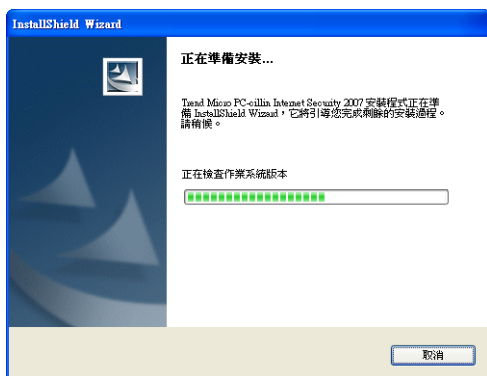 InstallShield Wizard
正在準備安裝...
Trend Micro PC-cillin Internet Security 2007 安裝程式正在準
備 InstallShield Wizard，它將引導您完成剩餘的安裝過程。
請稍候。
正在檢查作業系統版本
取消